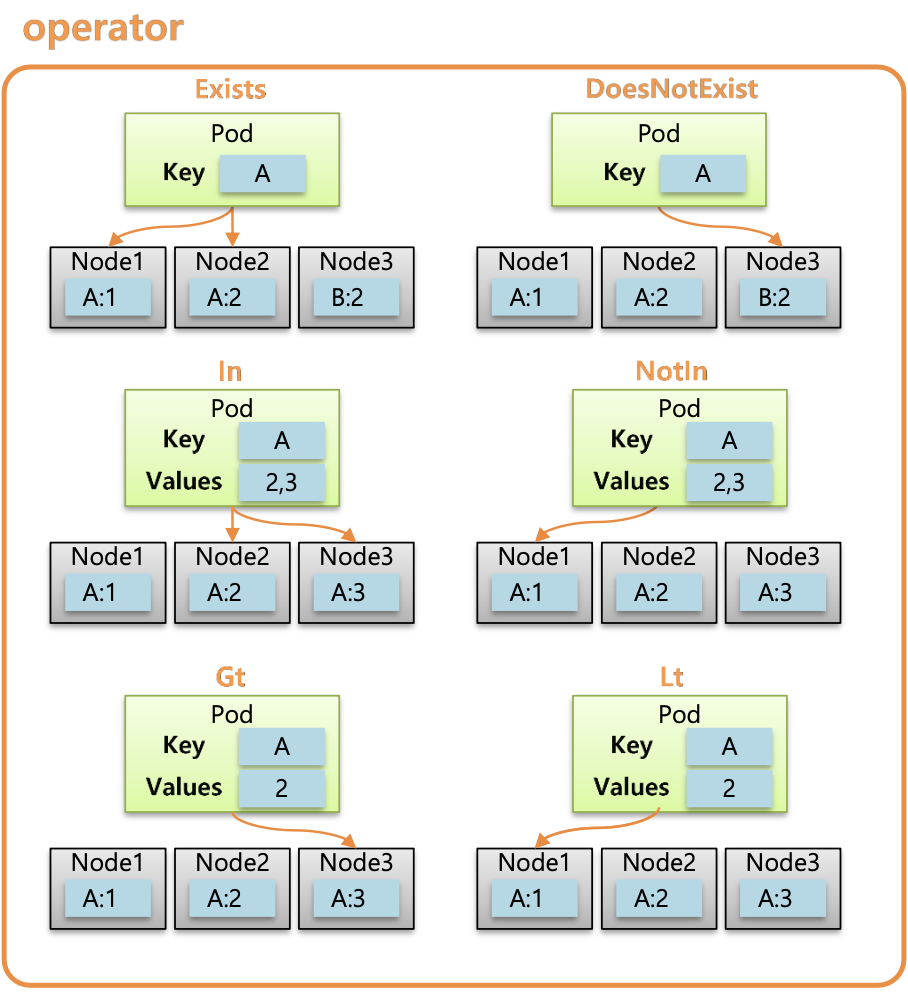 operator
Exists
Pod
Key A
Node1 Node2 Node3
A:1 A:2 B:2
DoesNotExist
Pod
Key A
Node1 Node2 Node3
A:1 A:2 B:2
In
Pod
Key A
Values 2,3
Node1 Node2 Node3
A:1 A:2 A:3
NotIn
Pod
Key A
Values 2,3
Node1 Node2 Node3
A:1 A:2 A:3
Gt
Pod
Key A
Values 2
Node1 Node2 Node3
A:1 A:2 A:3
Lt
Pod
Key A
Values 2
Node1 Node2 Node3
A:1 A:2 A:3